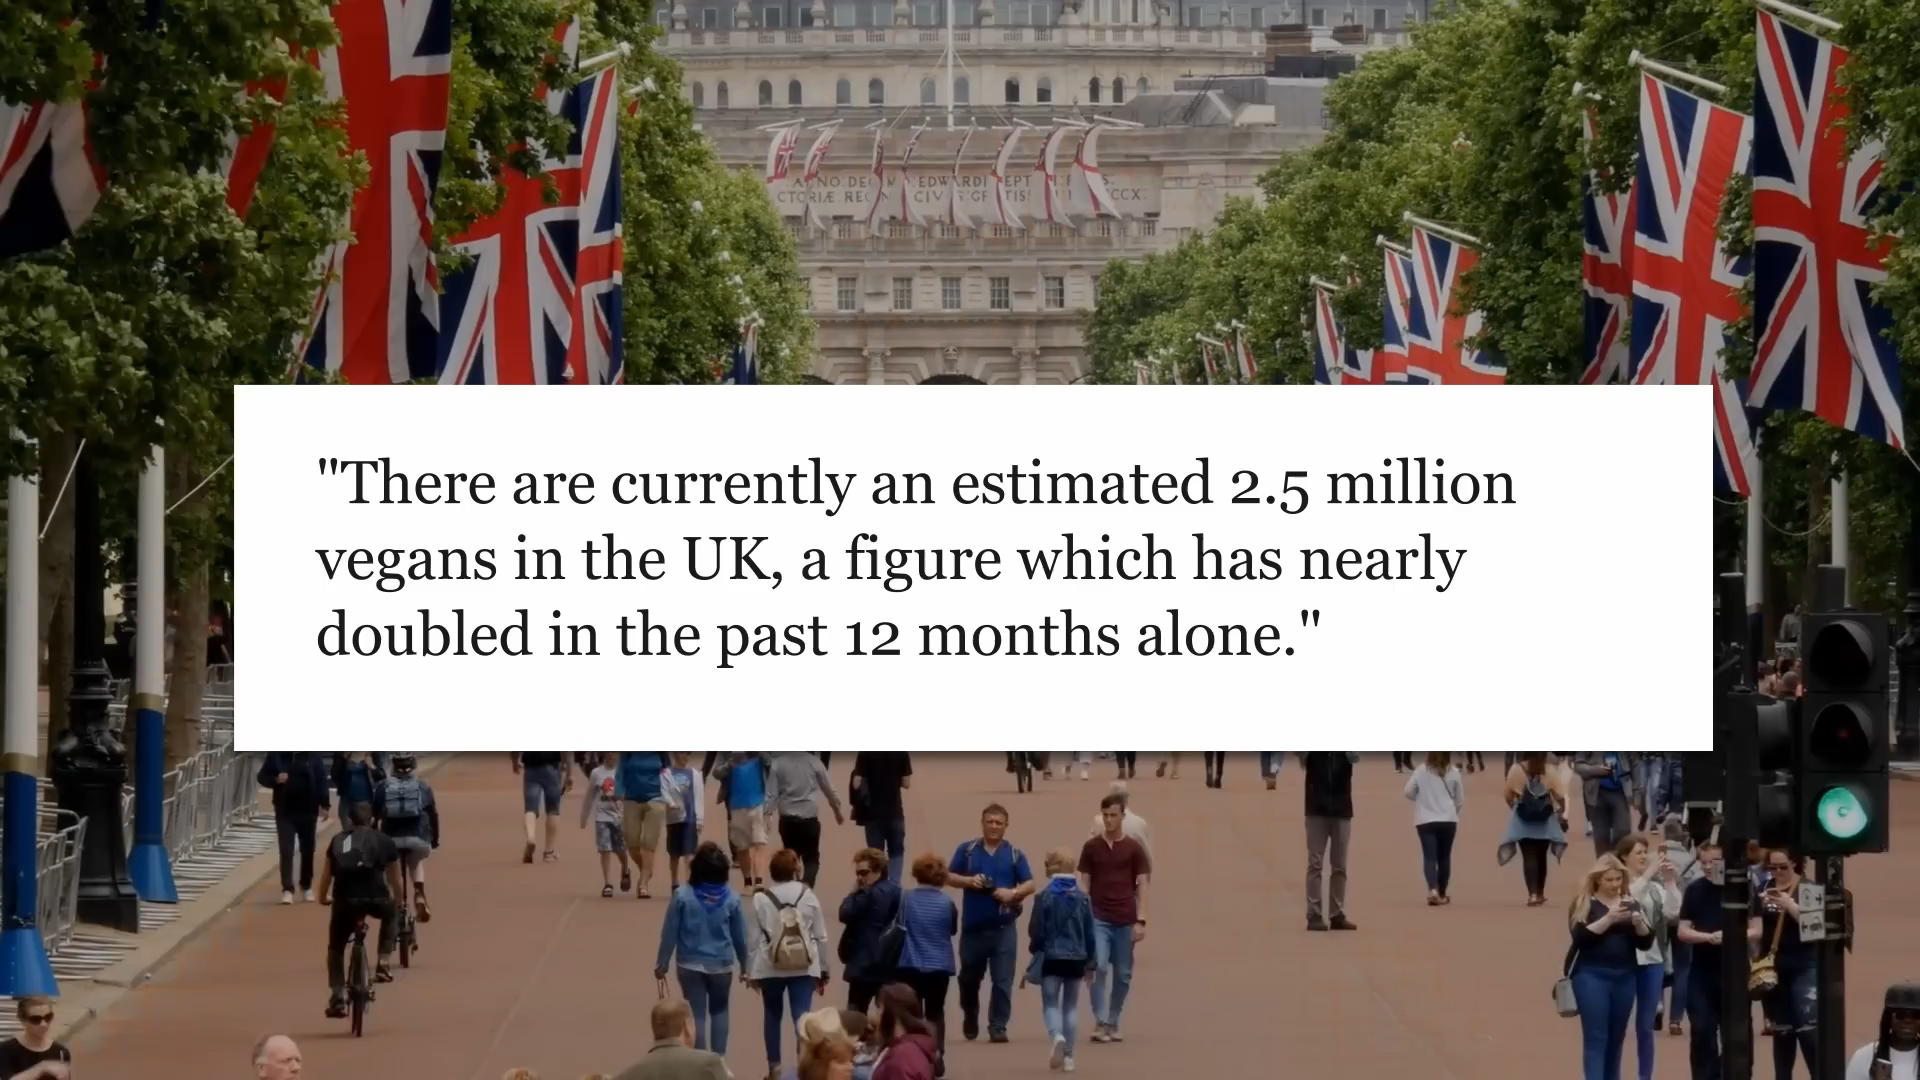 "There are currently an estimated 2.5 million
vegans in the UK, a figure which has nearly
doubled in the past 12 months alone."